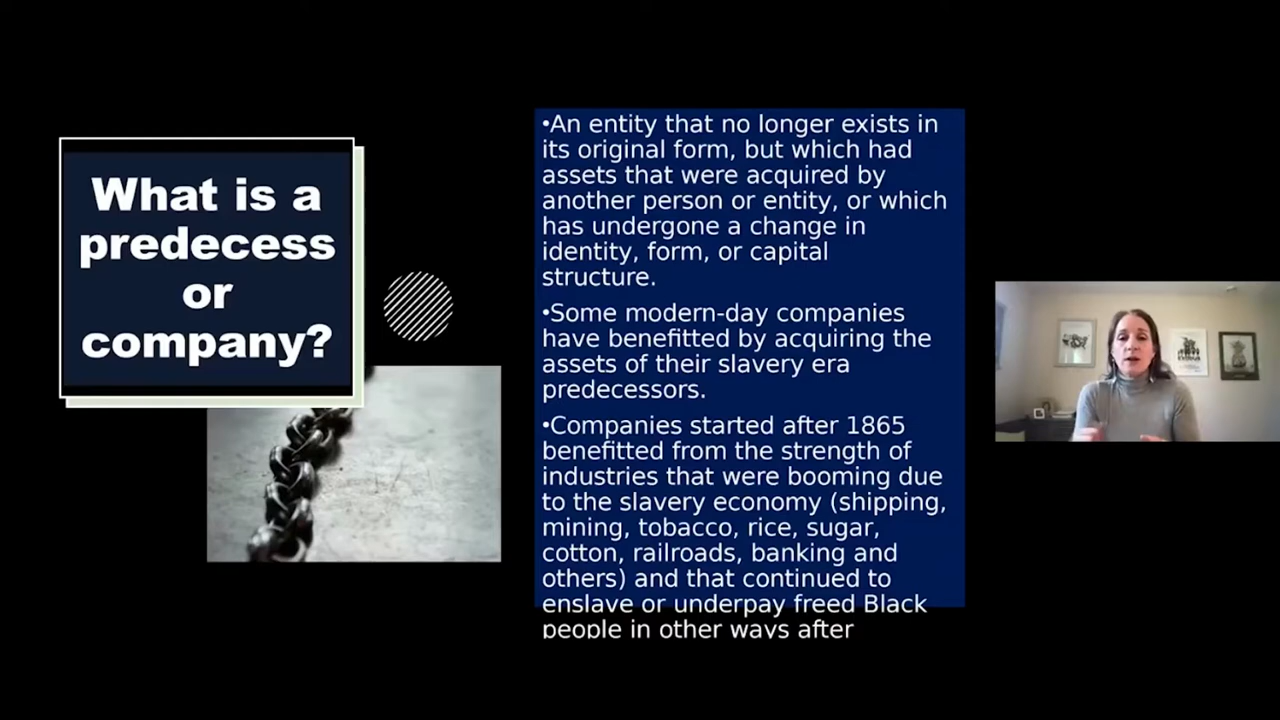 What is a
predecess
or
company?
•An entity that no longer exists in
its original form, but which had
assets that were acquired by
another person or entity, or which
has undergone a change in
identity, form, or capital
structure.
•Some modern-day companies
have benefitted by acquiring the
assets of their slavery era
predecessors.
•Companies started after 1865
benefitted from the strength of
industries that were booming due
to the slavery economy (shipping,
mining, tobacco, rice, sugar,
cotton, railroads, banking and
others) and that continued to
enslave or underpay freed Black
people in other ways after